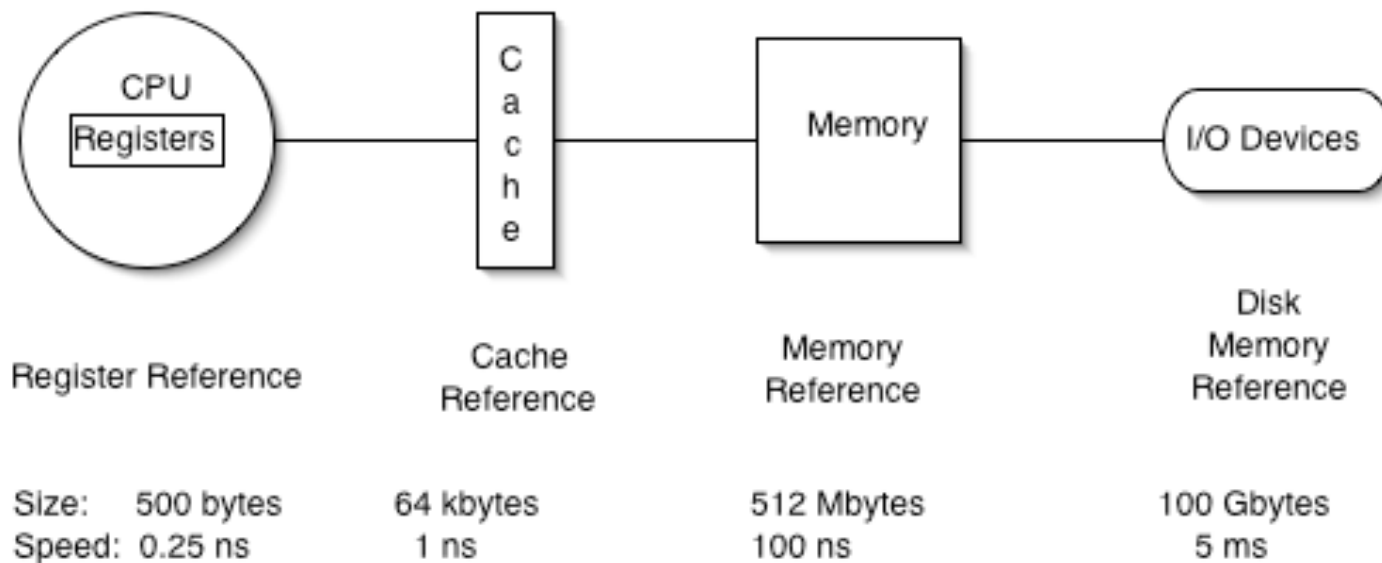 CPU
Registers
C
a
c
h
e
Memory
I/O Devices
Register Reference
Cache
Reference
Memory
Reference
Disk
Memory
Reference
Size: 500 bytes 64 kbytes 512 Mbytes 100 Gbytes
Speed: 0.25 ns 1 ns 100 ns 5 ms